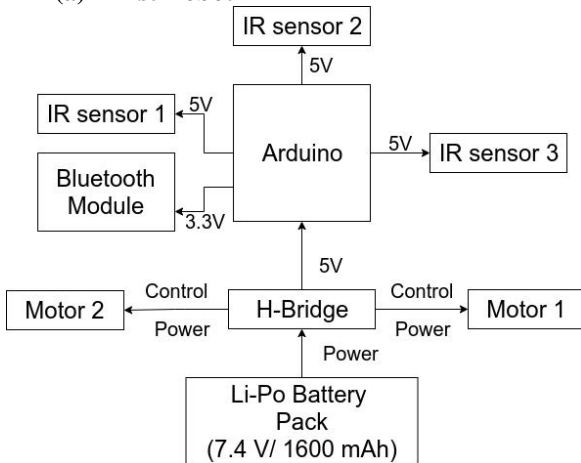 IR sensor 2
5V
IR sensor 1
5V
Arduino
5V
IR sensor 3
Bluetooth
Module
3.3V
5V
Motor 2
Control
Power
H-Bridge
Control
Power
Motor 1
Power
Li-Po Battery
Pack
(7.4 V/ 1600 mAh)